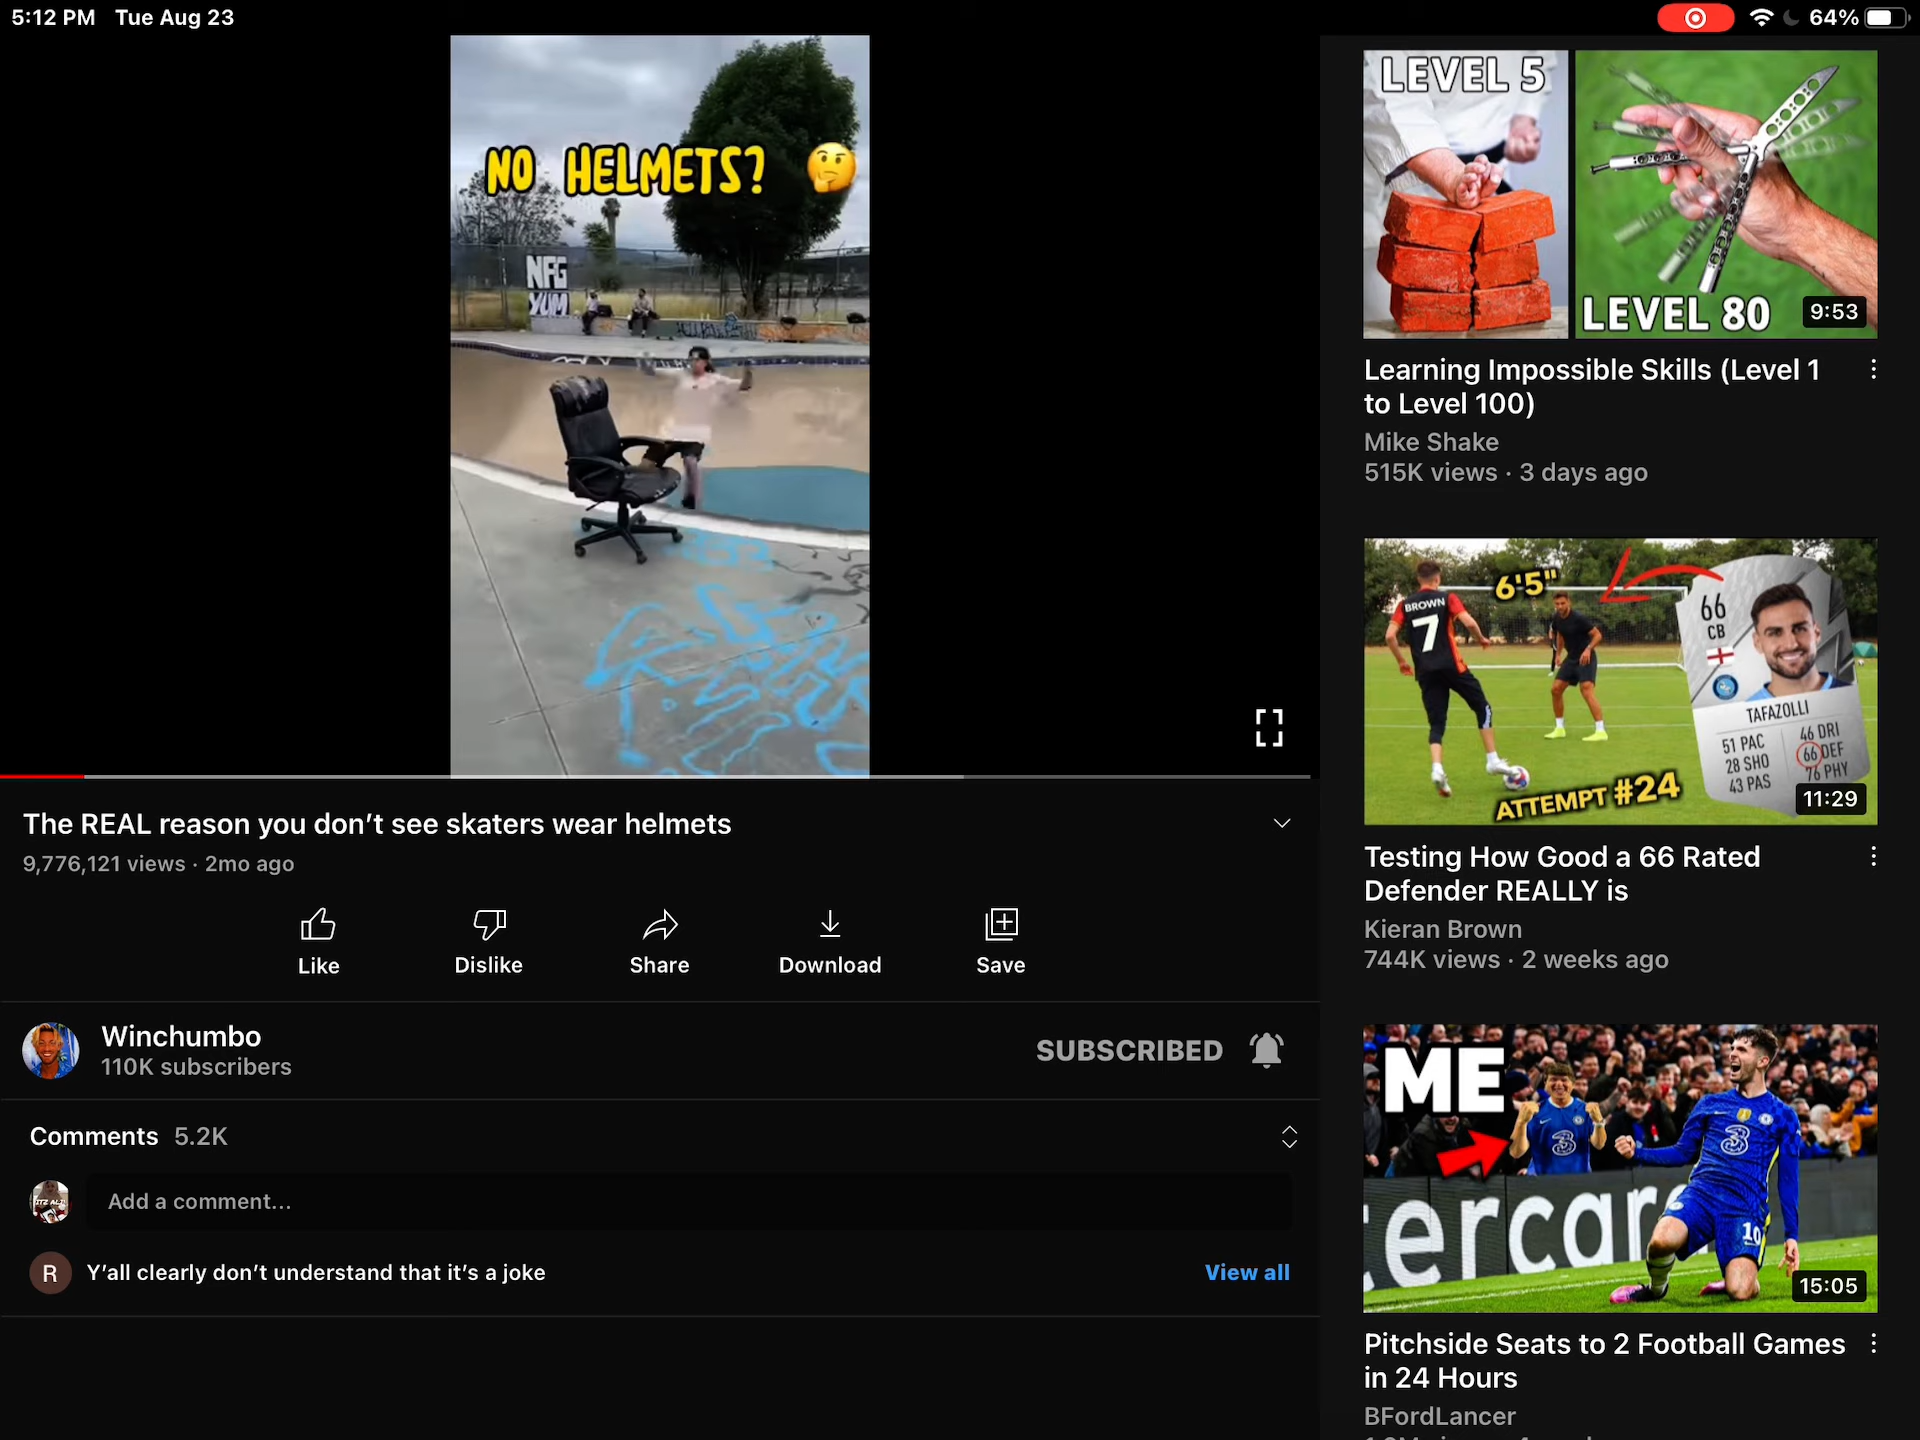 5:12 PM Tue Aug 23
64%
NO HELMETS? 🤔
NFG
YUM
The REAL reason you don't see skaters wear helmets
9,776,121 views · 2mo ago
Like
Dislike
Share
Download
Save
Winchumbo
110K subscribers
SUBSCRIBED
Comments 5.2K
Add a comment...
R
Y'all clearly don't understand that it's a joke
View all
LEVEL 5
LEVEL 80
9:53
Learning Impossible Skills (Level 1
to Level 100)
Mike Shake
515K views · 3 days ago
6'5"
BROWN
7
66
CB
TAFAZOLLI
51 PAC
46 DRI
28 SHO
66 DEF
43 PAS
76 PHY
ATTEMPT #24
11:29
Testing How Good a 66 Rated
Defender REALLY is
Kieran Brown
744K views · 2 weeks ago
ME
3
3
10
tercar
15:05
Pitchside Seats to 2 Football Games
in 24 Hours
BFordLancer